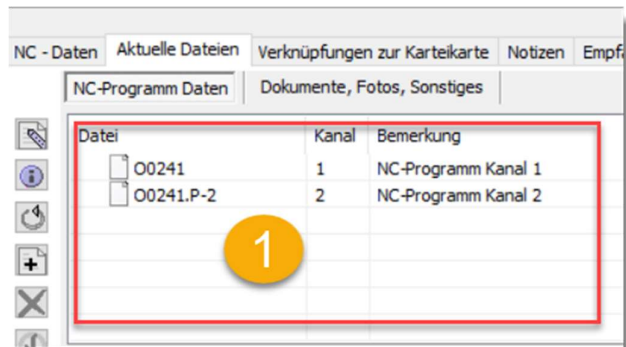 NC - Daten Aktuelle Dateien Verknüpfungen zur Karteikarte Notizen
NC-Programm Daten Dokumente, Fotos, Sonstiges
Datei Kanal Bemerkung
O0241 1 NC-Programm Kanal 1
O0241.P-2 2 NC-Programm Kanal 2
1